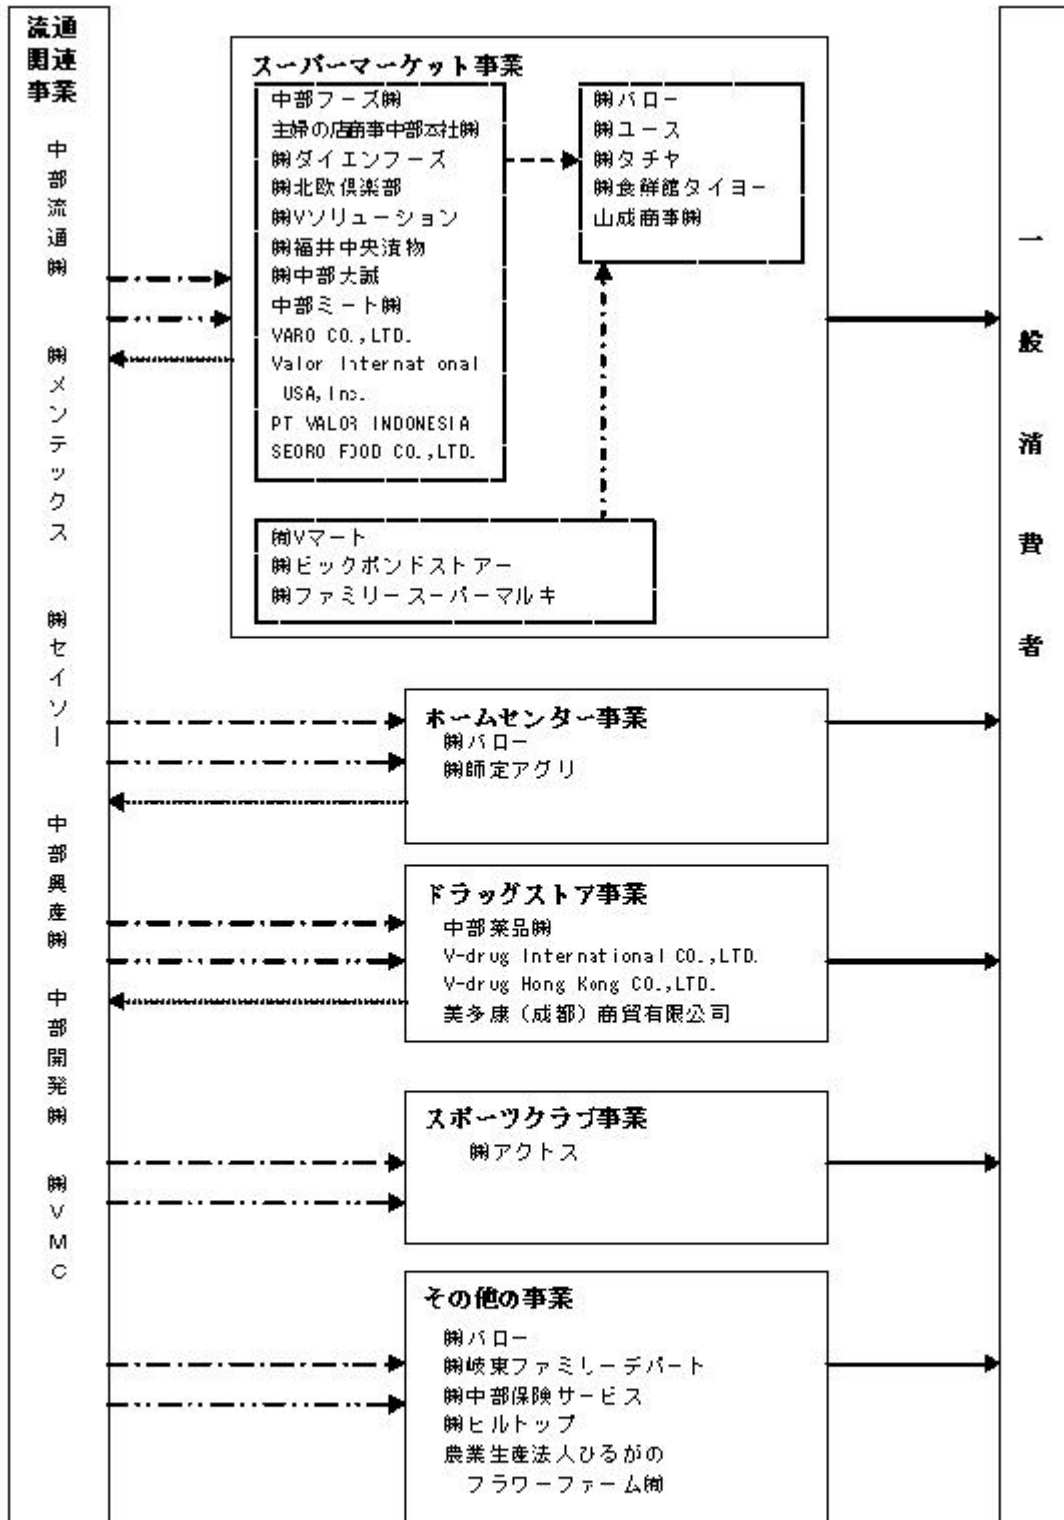 流通
関連
事業
中部流通㈱
㈱メンテックス
㈱セイソー
中部興産㈱
中部開発㈱
㈱VMC
スーパーマーケット事業
中部フーズ㈱
主婦の店商事中部本社㈱
㈱ダイエンフーズ
㈱北欧倶楽部
㈱Vソリューション
㈱福井中央漬物
㈱中部大誠
中部ミート㈱
VARO CO.,LTD.
Valor International
USA,Inc.
PT VALOR INDONESIA
SEORO FOOD CO.,LTD.
㈱バロー
㈱ユース
㈱タチヤ
㈱食鮮館タイヨー
山成商事㈱
㈲Vマート
㈱ビックポンドストアー
㈱ファミリースーパーマルキ
ホームセンター事業
㈱バロー
㈱師定アグリ
ドラッグストア事業
中部薬品㈱
V-drug International CO.,LTD.
V-drug Hong Kong CO.,LTD.
美多康（成都）商貿有限公司
スポーツクラブ事業
㈱アクトス
その他の事業
㈱バロー
㈱岐東ファミリーデパート
㈱中部保険サービス
㈱ヒルトップ
農業生産法人ひるがの
フラワーファーム㈲
一般消費者